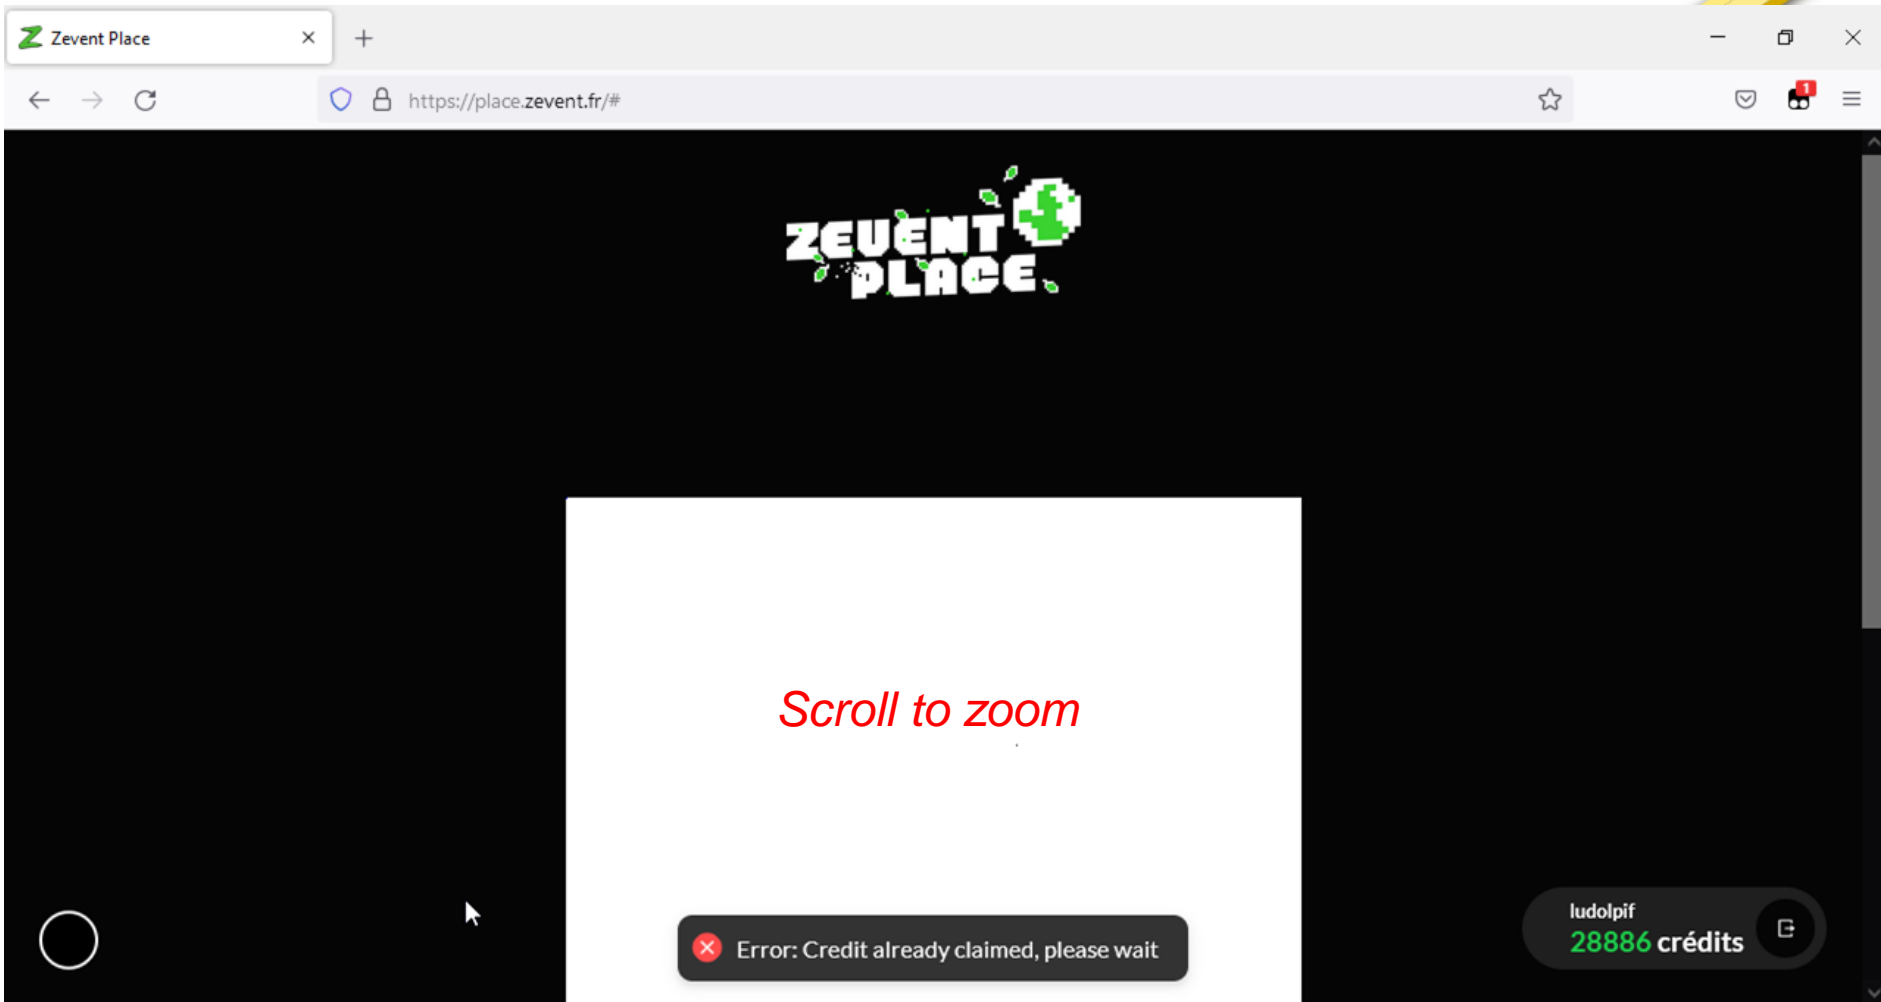 Zevent Place
https://place.zevent.fr/#
1
ZEVENT
PLACE
Scroll to zoom
Error: Credit already claimed, please wait
ludolpif
28886 crédits